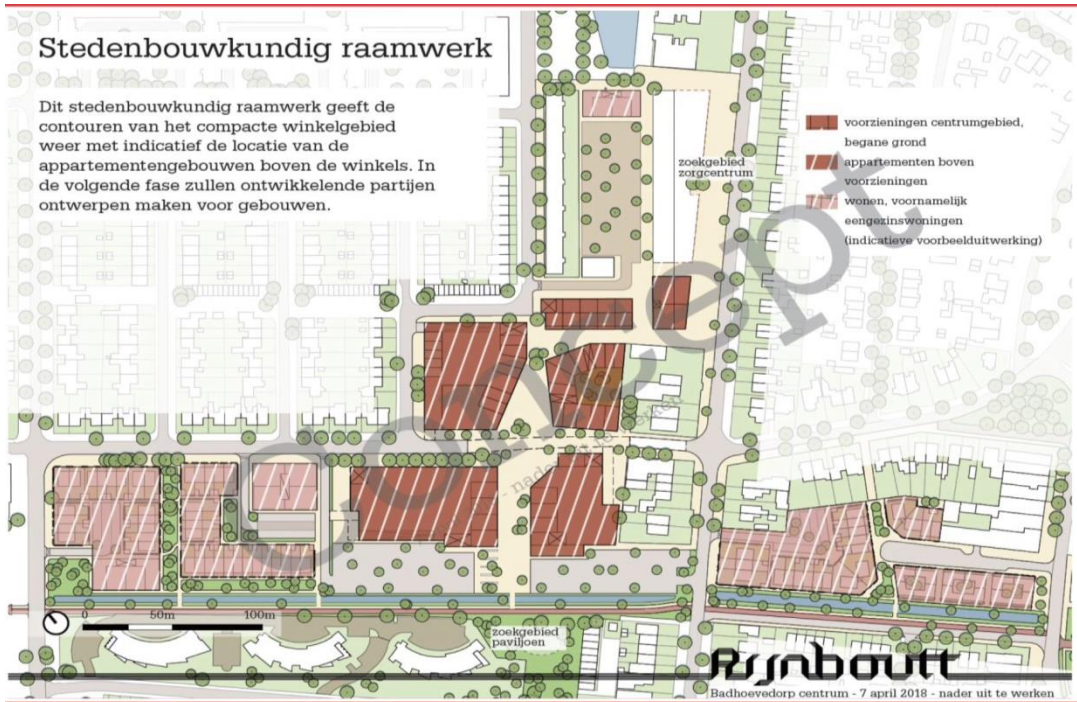 Stedenbouwkundig raamwerk
Dit stedenbouwkundig raamwerk geeft de
contouren van het compacte winkelgebied
weer met indicatief de locatie van de
appartementengebouwen boven de winkels. In
de volgende fase zullen ontwikkelende partijen
ontwerpen maken voor gebouwen.
voorzieningen centrumgebied,
begane grond
appartementen boven
voorzieningen
wonen, voornamelijk
eengezinswoningen
(indicatieve voorbeelduitwerking)
zoekgebied
zorgcentrum
concept
0 50m 100m
zoekgebied
paviljoen
Rijnboutt
Badhoevedorp centrum - 7 april 2018 - nader uit te werken